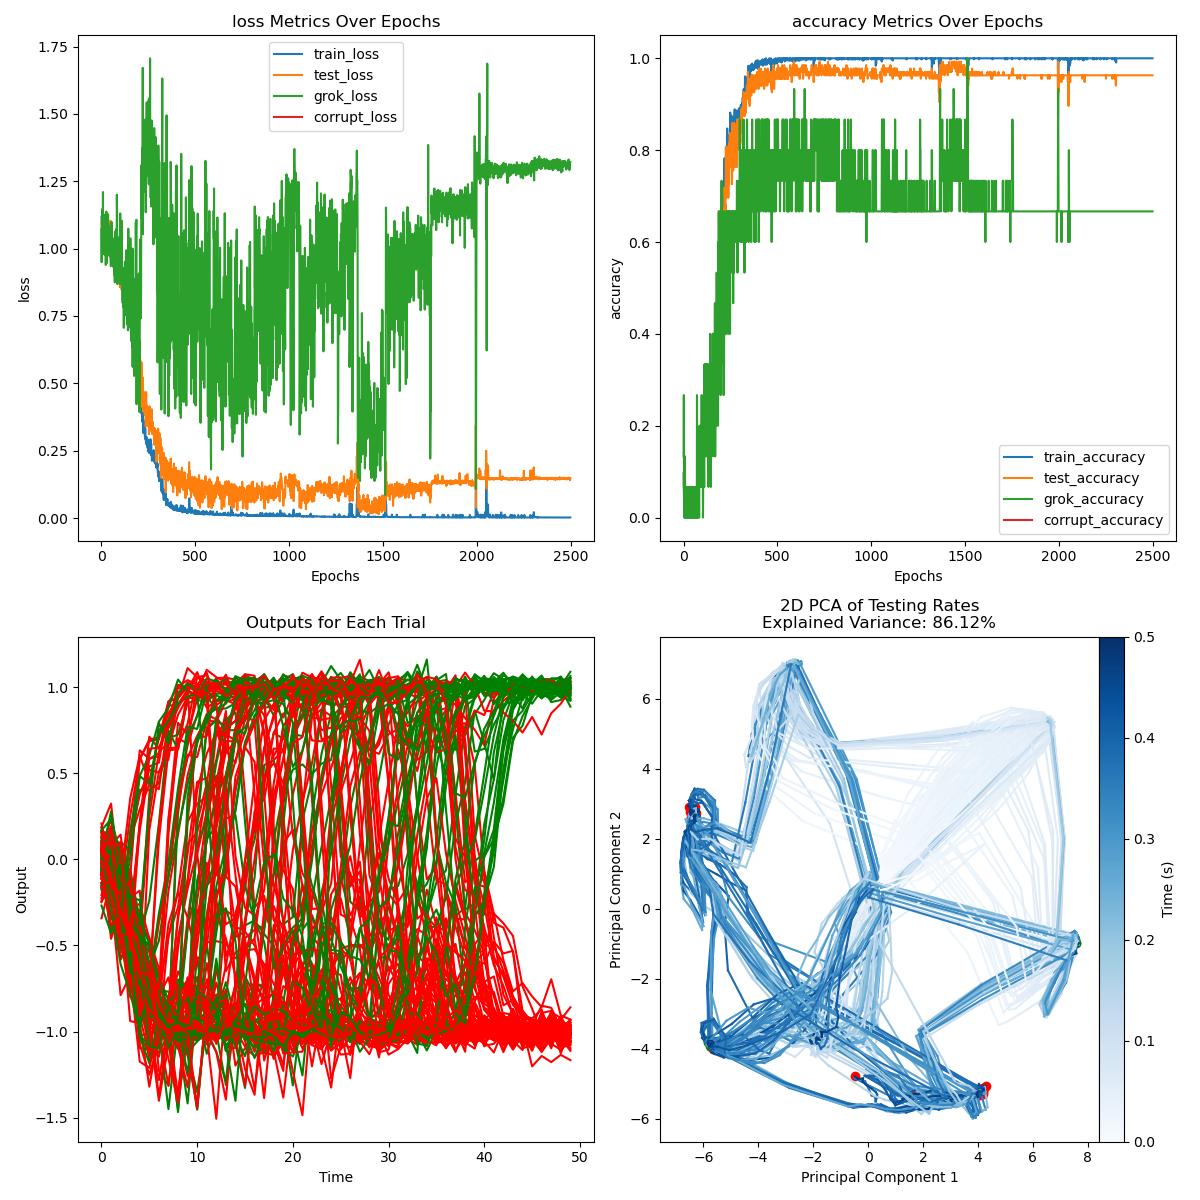 loss Metrics Over Epochs
1.75
1.50
1.25
1.00
0.75
0.50
0.25
0.00
loss
train_loss
test_loss
grok_loss
corrupt_loss
0 500 1000 1500 2000 2500
Epochs
accuracy Metrics Over Epochs
1.0
0.8
0.6
0.4
0.2
0.0
accuracy
train_accuracy
test_accuracy
grok_accuracy
corrupt_accuracy
0 500 1000 1500 2000 2500
Epochs
Outputs for Each Trial
1.0
0.5
0.0
−0.5
−1.0
−1.5
Output
0 10 20 30 40 50
Time
2D PCA of Testing Rates
Explained Variance: 86.12%
6
4
2
0
−2
−4
−6
Principal Component 2
−6 −4 −2 0 2 4 6 8
Principal Component 1
0.5
0.4
0.3
0.2
0.1
0.0
Time (s)